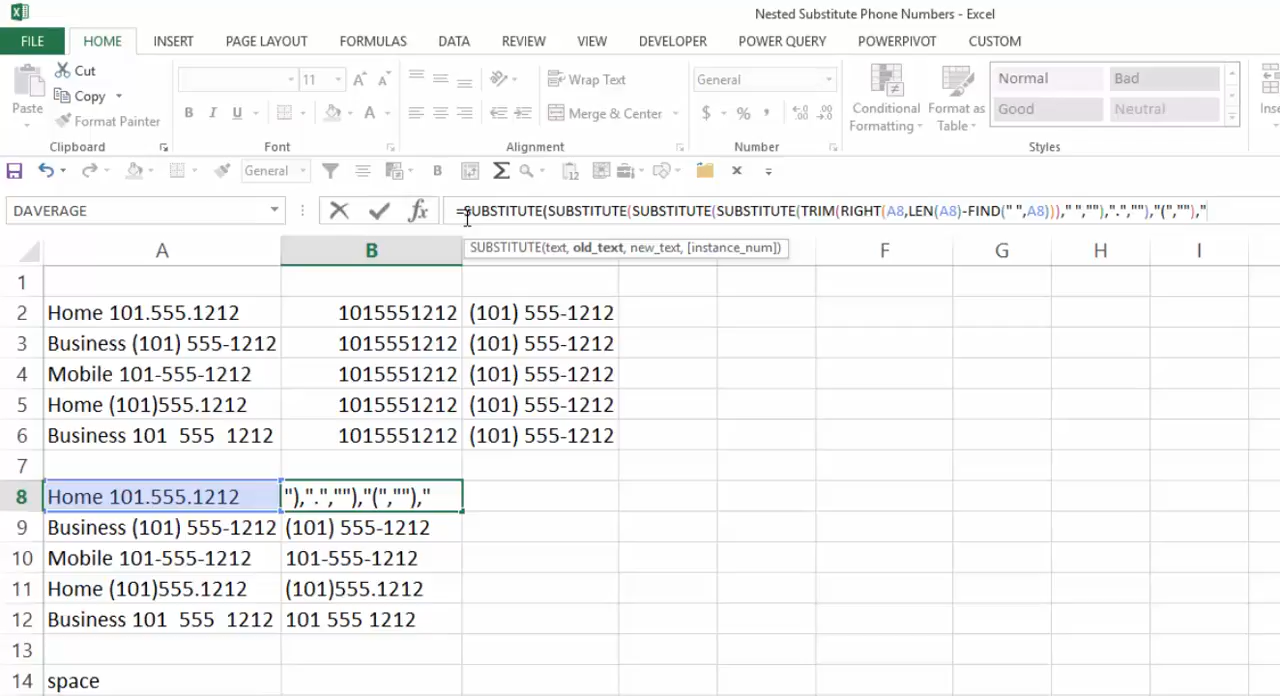 Nested Substitute Phone Numbers - Excel
FILE HOME INSERT PAGE LAYOUT FORMULAS DATA REVIEW VIEW DEVELOPER POWER QUERY POWERPIVOT CUSTOM
Paste Cut Copy Format Painter
11 A A
B I U A
Wrap Text
Merge & Center
General
$ % ,
Conditional Formatting
Format as Table
Normal Bad
Good Neutral
Clipboard Font Alignment Number Styles
General B Σ 12
DAVERAGE fx =SUBSTITUTE(SUBSTITUTE(SUBSTITUTE(SUBSTITUTE(TRIM(RIGHT(A8,LEN(A8)-FIND(" ",A8)))," ",""),".",""),"(",""),"
SUBSTITUTE(text, old_text, new_text, [instance_num])
A B F G H I
1
2 Home 101.555.1212 1015551212 (101) 555-1212
3 Business (101) 555-1212 1015551212 (101) 555-1212
4 Mobile 101-555-1212 1015551212 (101) 555-1212
5 Home (101)555.1212 1015551212 (101) 555-1212
6 Business 101  555  1212 1015551212 (101) 555-1212
7
8 Home 101.555.1212 "),".",""),"(",""),"
9 Business (101) 555-1212 (101) 555-1212
10 Mobile 101-555-1212 101-555-1212
11 Home (101)555.1212 (101)555.1212
12 Business 101  555  1212 101 555 1212
13
14 space